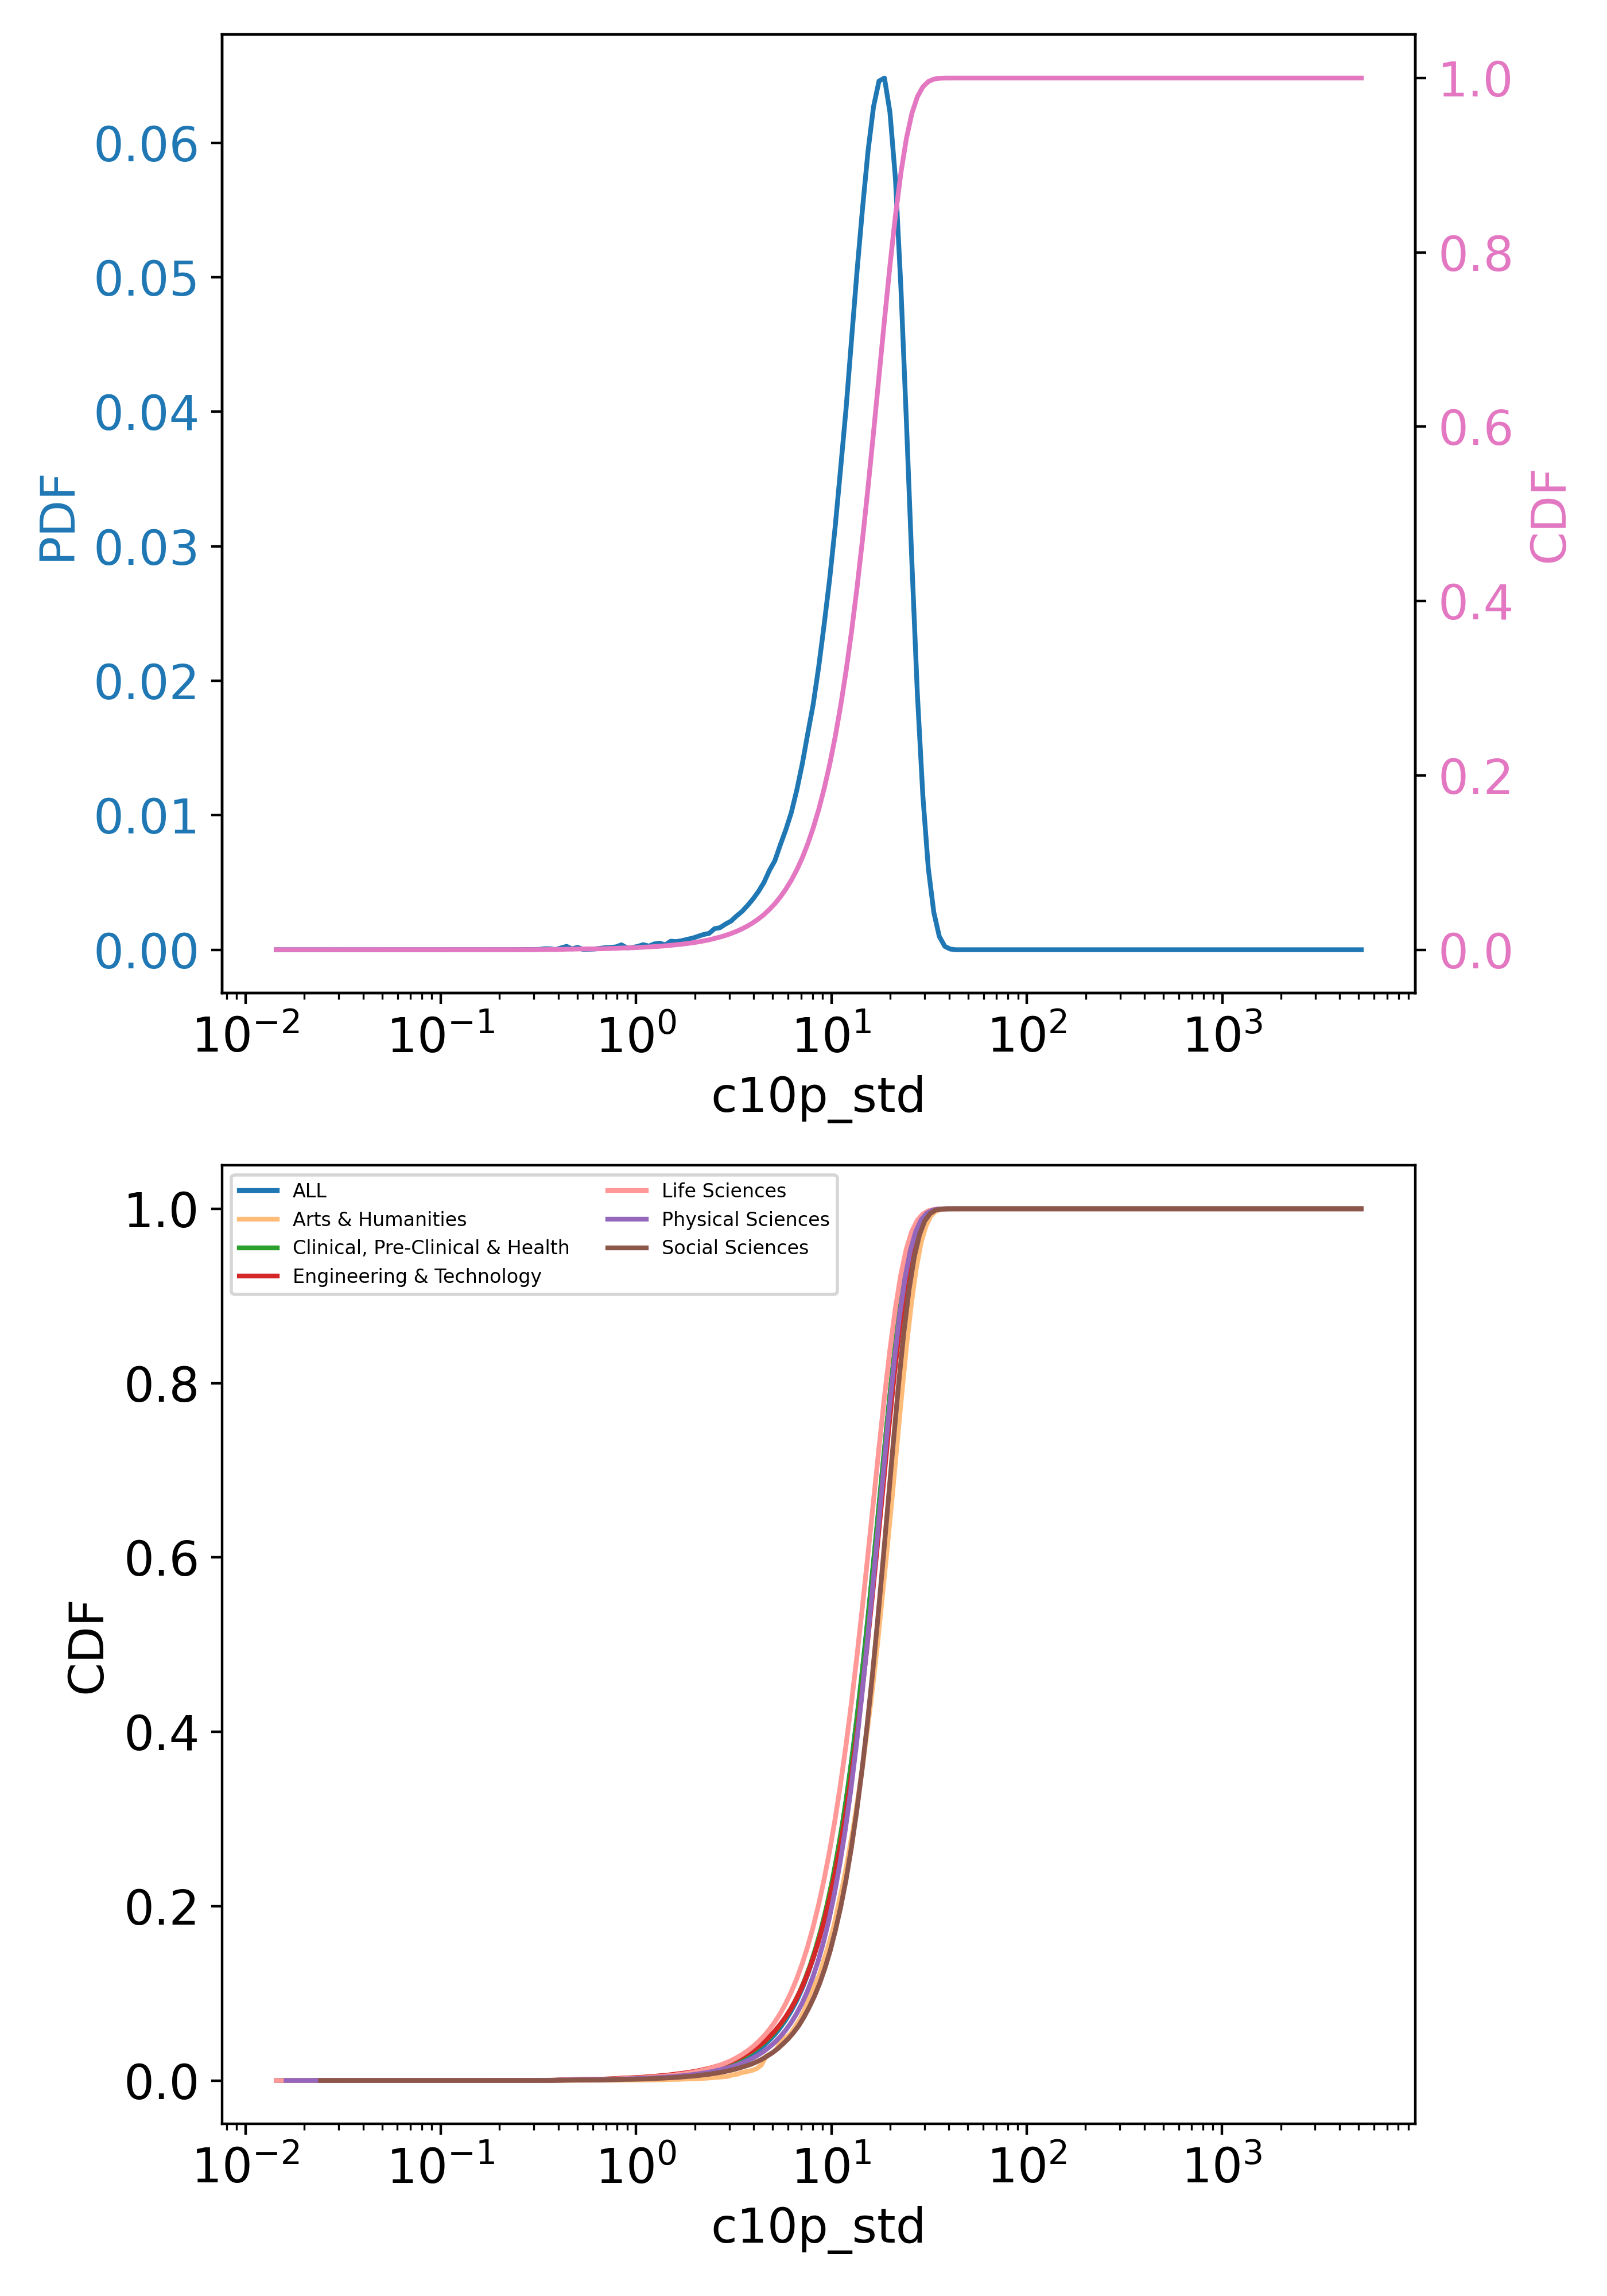 0.06
0.05
0.04
0.03
0.02
0.01
0.00
PDF
1.0
0.8
0.6
0.4
0.2
0.0
CDF
10⁻² 10⁻¹ 10⁰ 10¹ 10² 10³
c10p_std
ALL
Arts & Humanities
Clinical, Pre-Clinical & Health
Engineering & Technology
Life Sciences
Physical Sciences
Social Sciences
1.0
0.8
0.6
0.4
0.2
0.0
CDF
10⁻² 10⁻¹ 10⁰ 10¹ 10² 10³
c10p_std